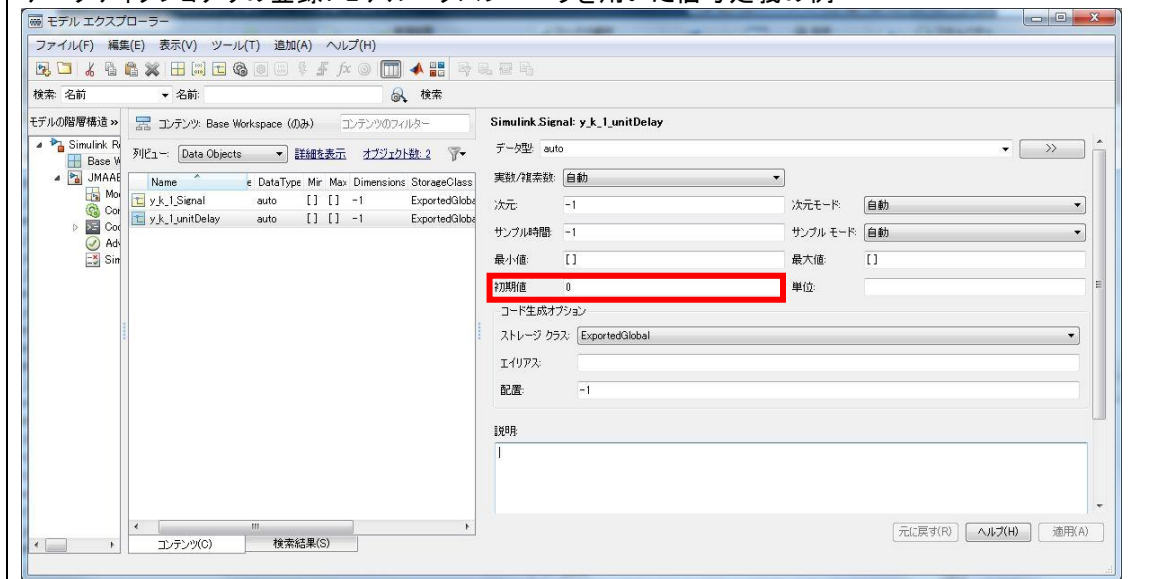 モデル エクスプローラー
ファイル(F) 編集(E) 表示(V) ツール(T) 追加(A) ヘルプ(H)
検索: 名前 名前: 検索
モデルの階層構造 »
Simulink R
Base W
JMAAB
Mo
Con
Coc
Adv
Sim
コンテンツ: Base Workspace (のみ) コンテンツのフィルター
列ビュー: Data Objects 詳細を表示 オブジェクト数: 2
Name e DataType Mir Max Dimensions StorageClass
y_k_1_Signal auto [ ] [ ] -1 ExportedGloba
y_k_1_unitDelay auto [ ] [ ] -1 ExportedGloba
コンテンツ(C) 検索結果(S)
Simulink.Signal: y_k_1_unitDelay
データ型: auto >>
実数/複素数: 自動
次元: -1 次元モード: 自動
サンプル時間: -1 サンプル モード: 自動
最小値: [ ] 最大値: [ ]
初期値: 0 単位:
コード生成オプション
ストレージ クラス: ExportedGlobal
エイリアス:
配置: -1
説明:
元に戻す(R) ヘルプ(H) 適用(A)